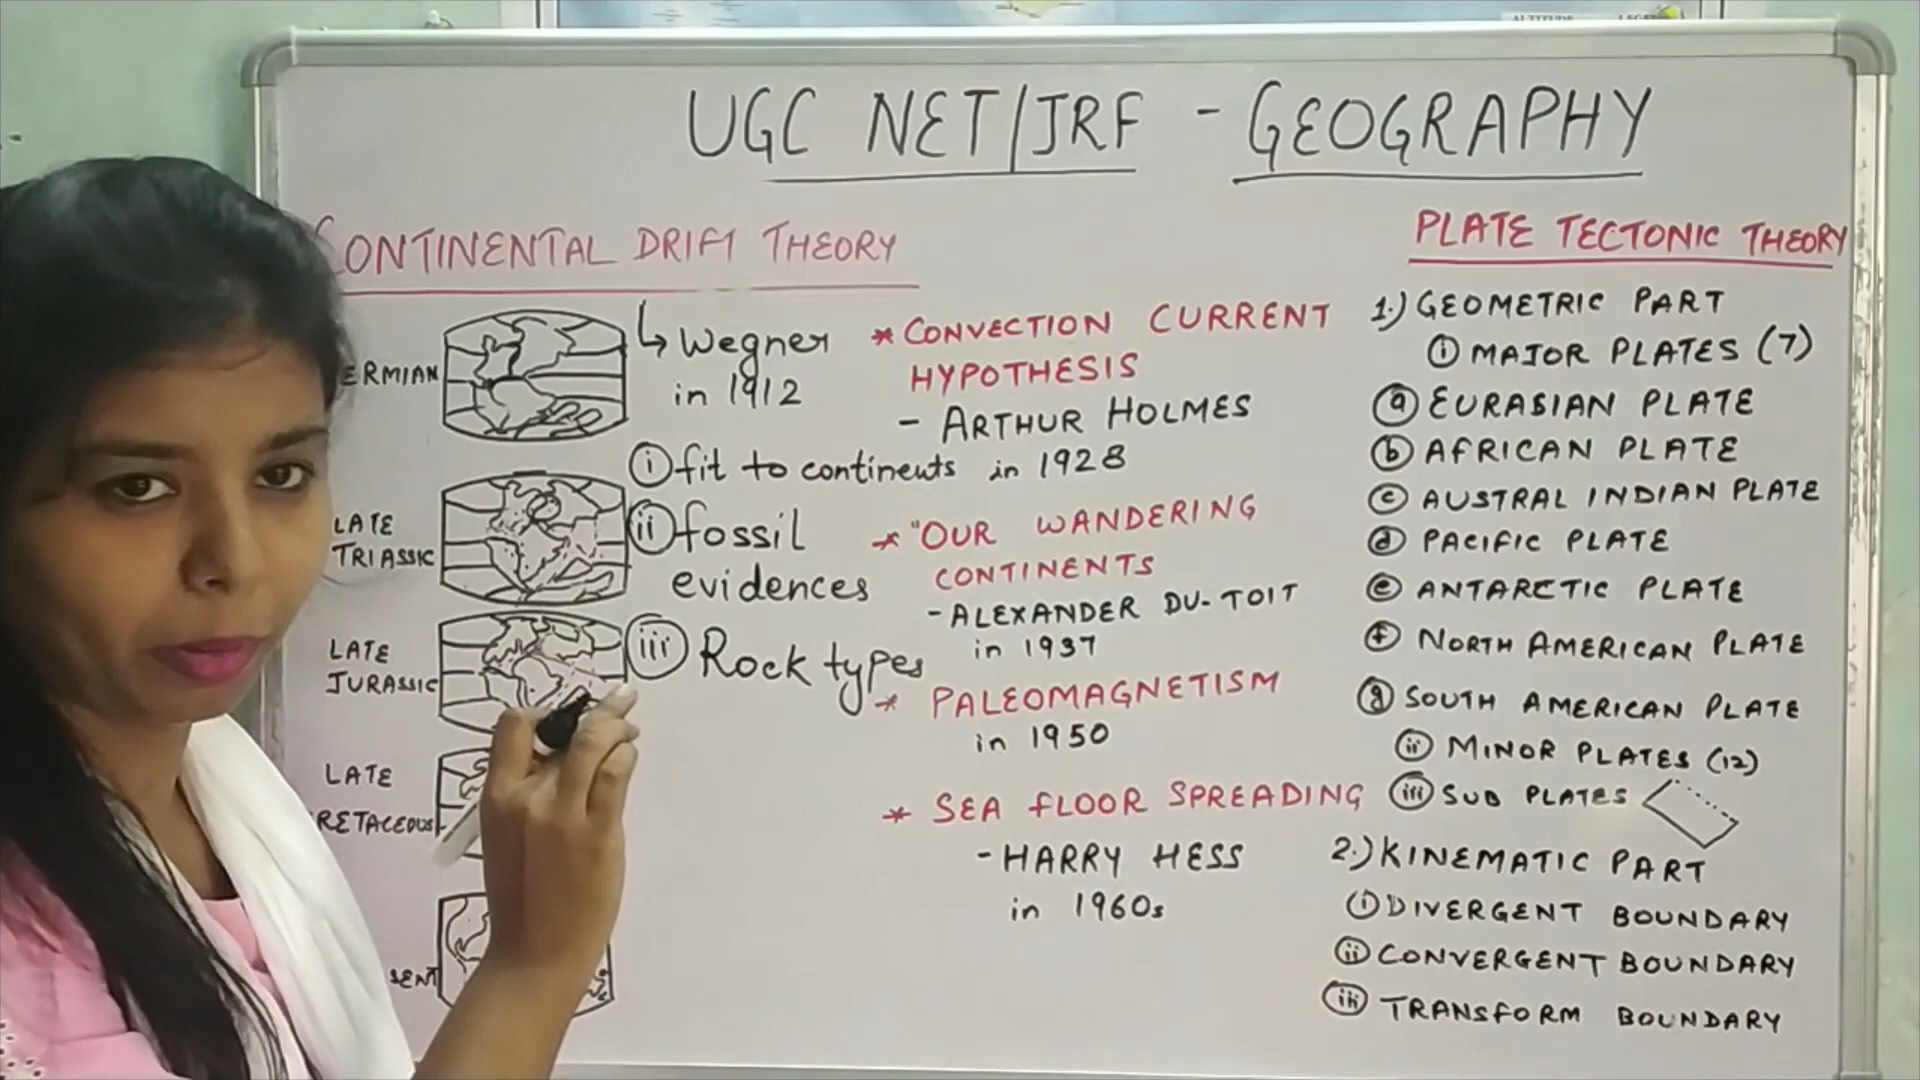 ALTITUDE
UGC NET/JRF - GEOGRAPHY
CONTINENTAL DRIFT THEORY
↳ Wegner
in 1912
ERMIAN
(i) fit to continents
LATE
TRIASSIC
(ii) fossil
evidences
LATE
JURASSIC
(iii) Rock types
LATE
RETACEOUS
SENT
* CONVECTION CURRENT
HYPOTHESIS
- ARTHUR HOLMES
in 1928
* "OUR WANDERING
CONTINENTS
- ALEXANDER DU-TOIT
in 1937
* PALEOMAGNETISM
in 1950
* SEA FLOOR SPREADING
- HARRY HESS
in 1960s
PLATE TECTONIC THEORY
1.) GEOMETRIC PART
(i) MAJOR PLATES (7)
(a) EURASIAN PLATE
(b) AFRICAN PLATE
(c) AUSTRAL INDIAN PLATE
(d) PACIFIC PLATE
(e) ANTARCTIC PLATE
(f) NORTH AMERICAN PLATE
(g) SOUTH AMERICAN PLATE
(ii) MINOR PLATES (12)
(iii) SUB PLATES
2.) KINEMATIC PART
(i) DIVERGENT BOUNDARY
(ii) CONVERGENT BOUNDARY
(iii) TRANSFORM BOUNDARY